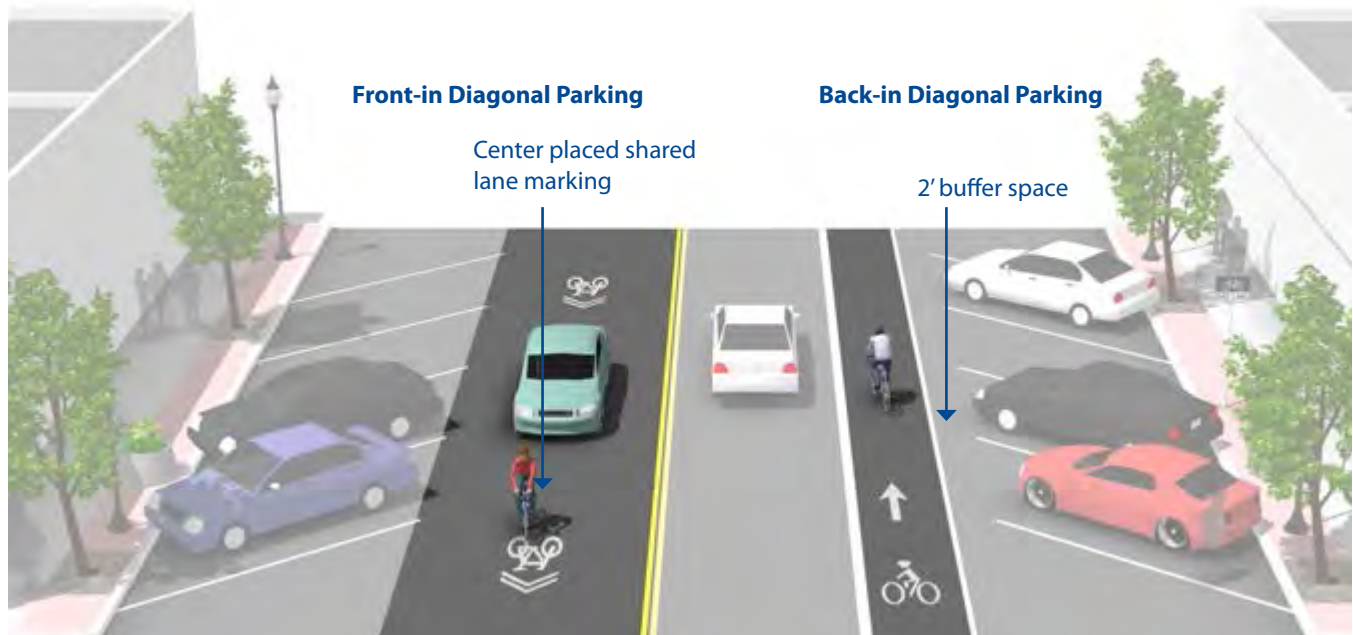 Front-in Diagonal Parking
Back-in Diagonal Parking
Center placed shared
lane marking
2’ buffer space